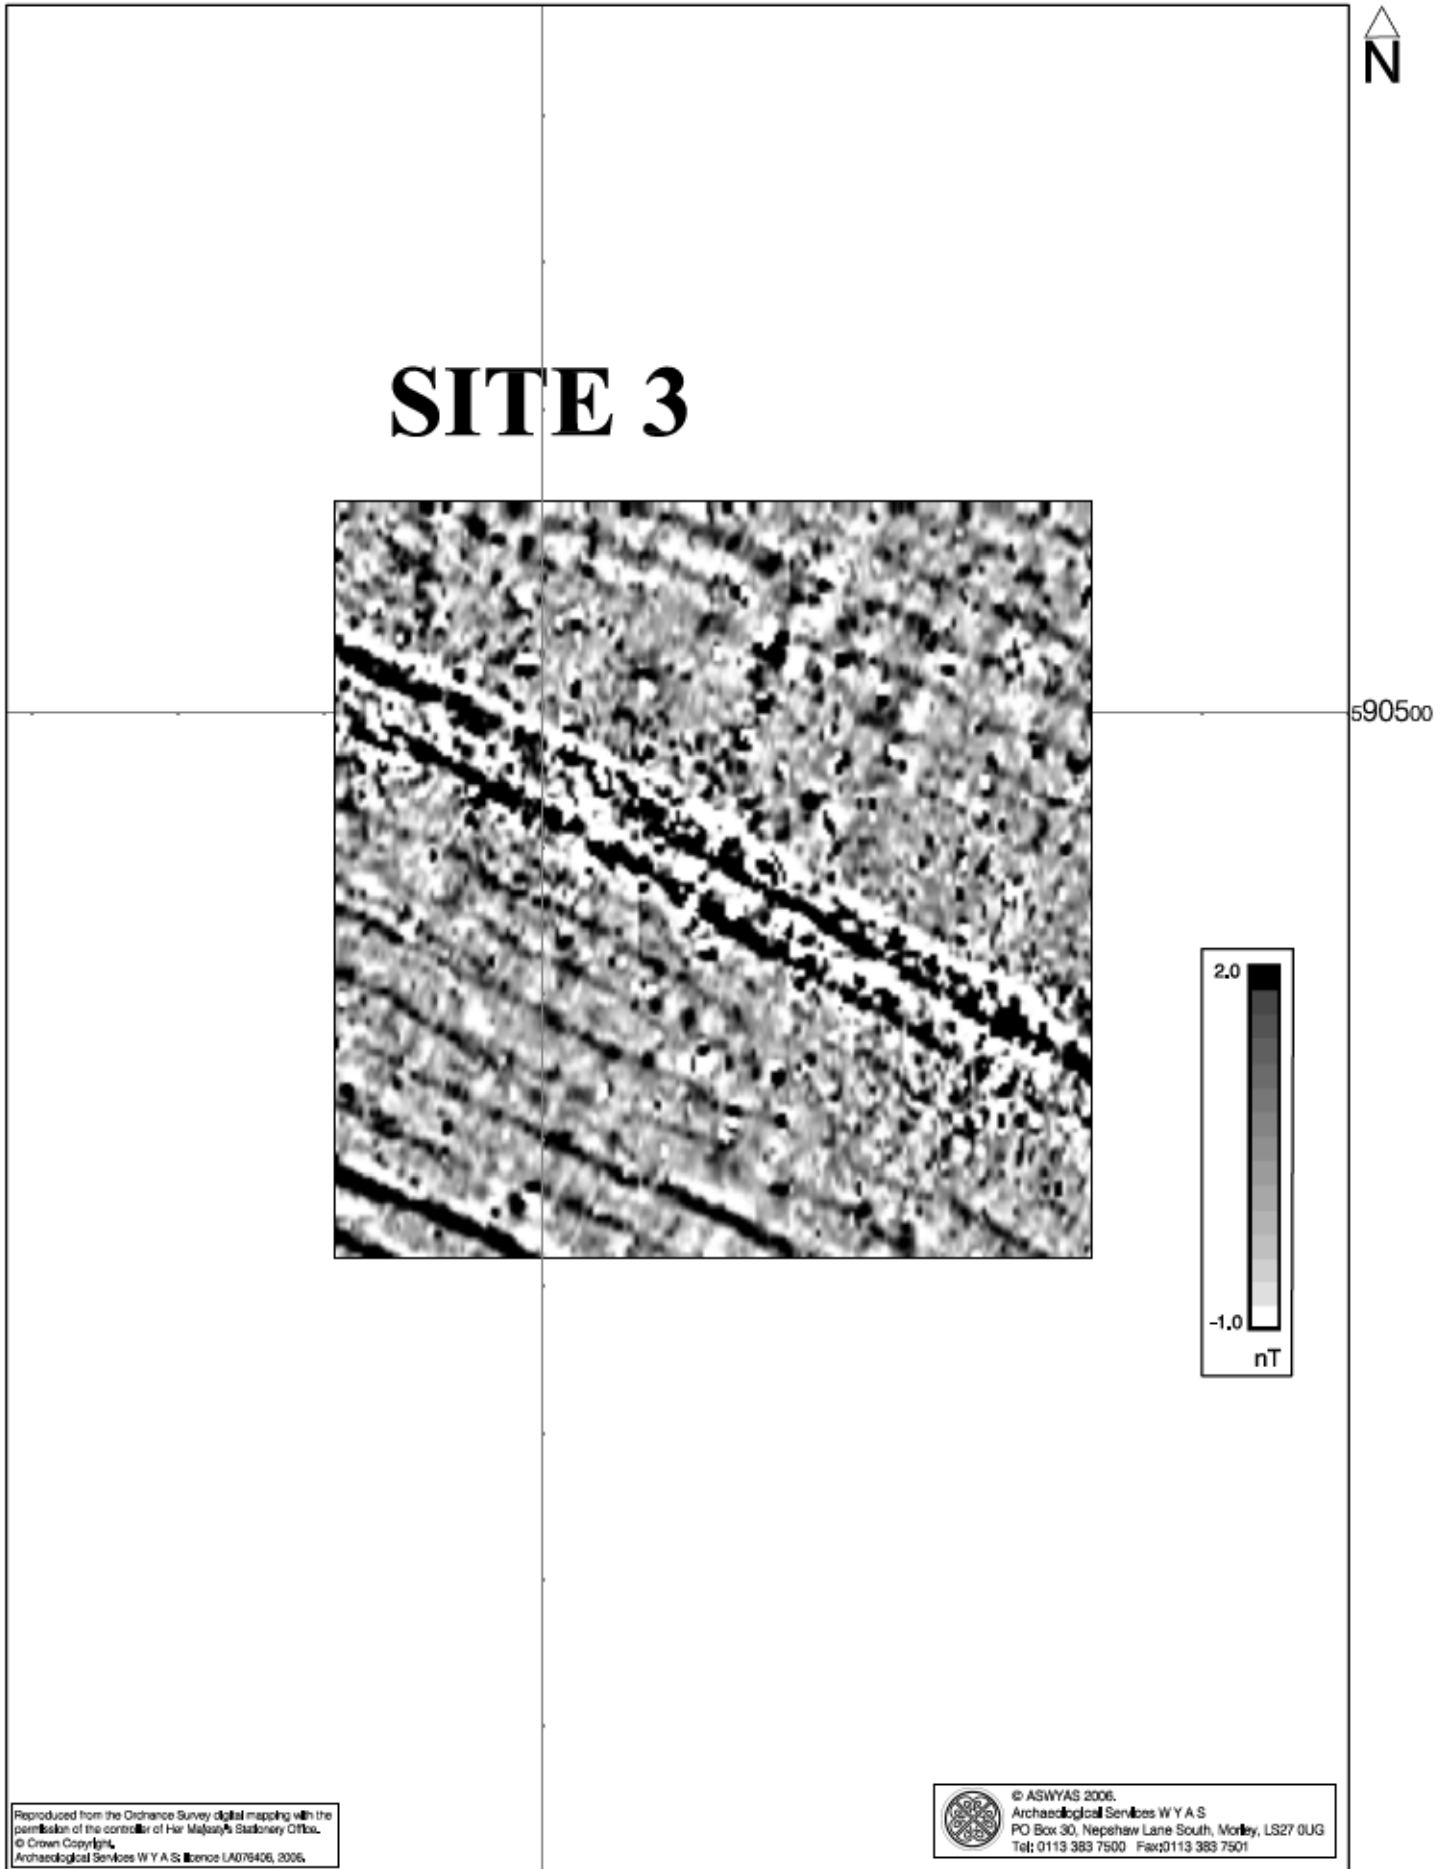 N
SITE 3
590500
2.0
-1.0
nT
Reproduced from the Ordnance Survey digital mapping with the
permission of the controller of Her Majesty's Stationery Office.
© Crown Copyright.
Archaeological Services W Y A S: licence LA076406, 2006.
© ASWYAS 2006.
Archaeological Services W Y A S
PO Box 30, Nepshaw Lane South, Morley, LS27 0UG
Tel: 0113 383 7500 Fax:0113 383 7501